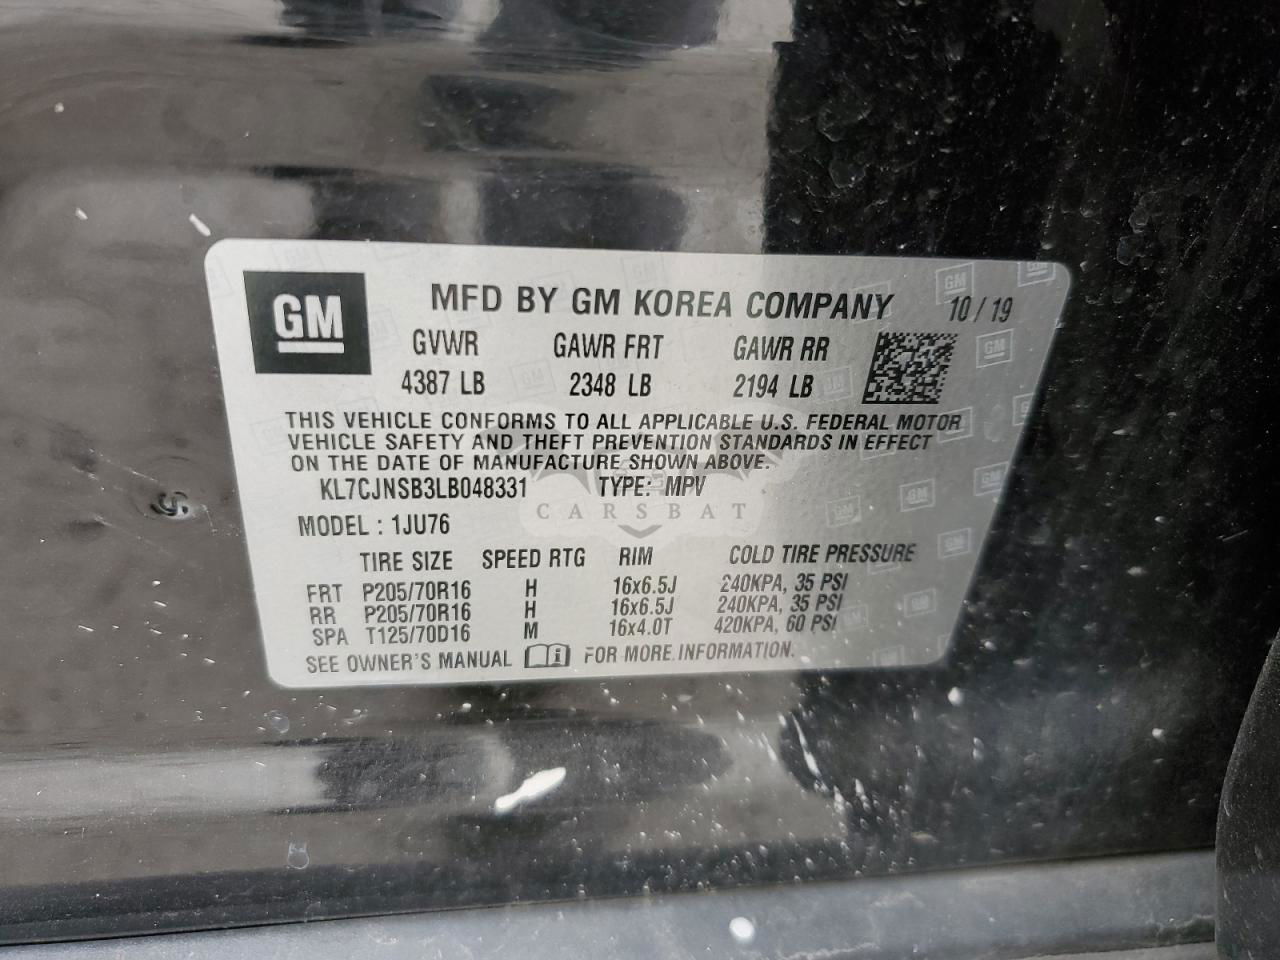 GM MFD BY GM KOREA COMPANY 10/19
GVWR GAWR FRT GAWR RR
4387 LB 2348 LB 2194 LB
THIS VEHICLE CONFORMS TO ALL APPLICABLE U.S. FEDERAL MOTOR
VEHICLE SAFETY AND THEFT PREVENTION STANDARDS IN EFFECT
ON THE DATE OF MANUFACTURE SHOWN ABOVE.
KL7CJNSB3LB048331 TYPE: MPV
CARSBAT
MODEL : 1JU76
TIRE SIZE SPEED RTG RIM COLD TIRE PRESSURE
FRT P205/70R16 H 16x6.5J 240KPA, 35 PSI
RR P205/70R16 H 16x6.5J 240KPA, 35 PSI
SPA T125/70D16 M 16x4.0T 420KPA, 60 PSI
SEE OWNER'S MANUAL i FOR MORE INFORMATION.